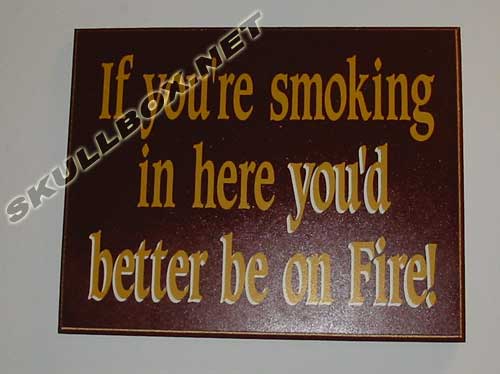 If you're smoking
in here you'd
better be on Fire!
SKULLBOX.NET